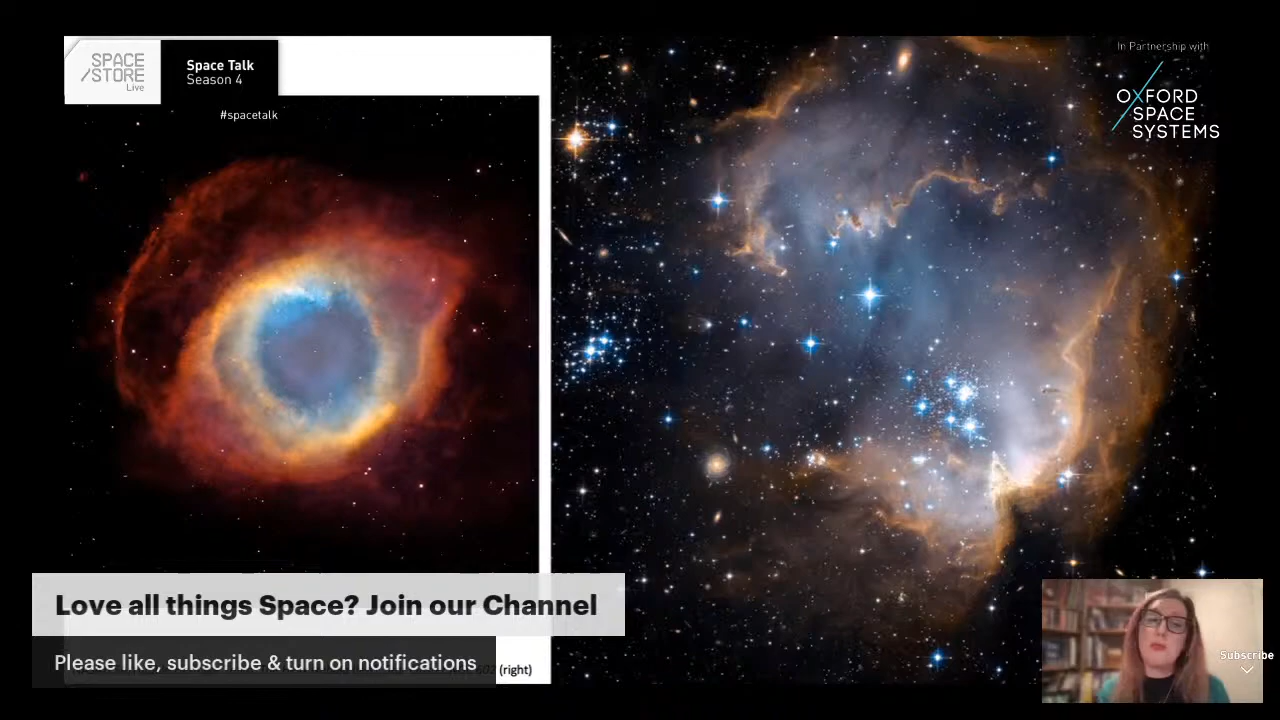 SPACE
/STORE
Live
Space Talk
Season 4
#spacetalk
In Partnership with
OXFORD
SPACE
SYSTEMS
Love all things Space? Join our Channel
Please like, subscribe & turn on notifications
(right)
Subscribe